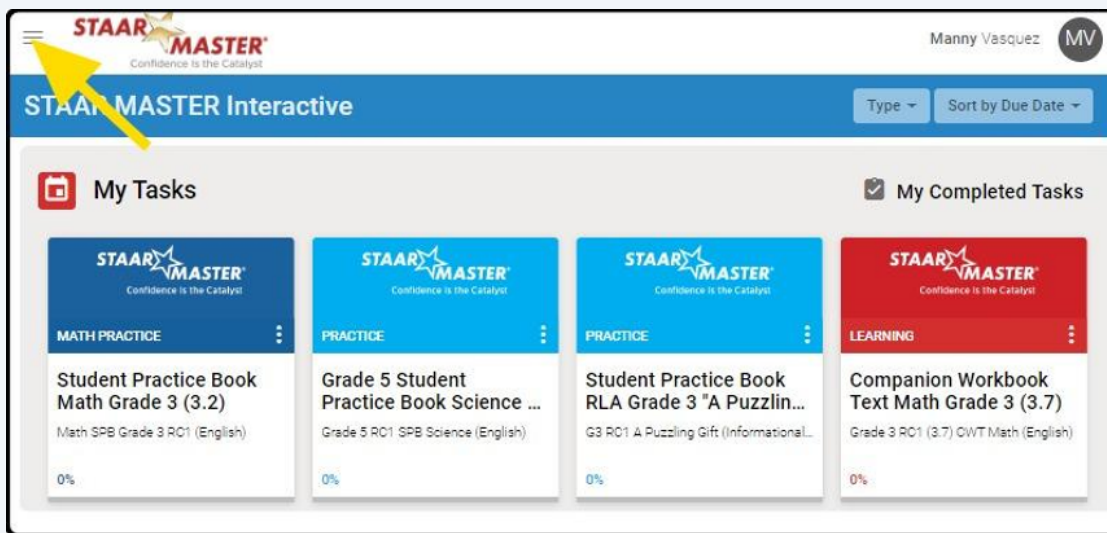 STAAR
MASTER®
Confidence is the Catalyst
Manny Vasquez MV
STAAR MASTER Interactive
Type Sort by Due Date
My Tasks
My Completed Tasks
STAAR MASTER®
Confidence is the Catalyst
MATH PRACTICE
Student Practice Book
Math Grade 3 (3.2)
Math SPB Grade 3 RC1 (English)
0%
STAAR MASTER®
Confidence is the Catalyst
PRACTICE
Grade 5 Student
Practice Book Science ...
Grade 5 RC1 SPB Science (English)
0%
STAAR MASTER®
Confidence is the Catalyst
PRACTICE
Student Practice Book
RLA Grade 3 "A Puzzlin...
G3 RC1 A Puzzling Gift (Informational...
0%
STAAR MASTER®
Confidence is the Catalyst
LEARNING
Companion Workbook
Text Math Grade 3 (3.7)
Grade 3 RC1 (3.7) CWT Math (English)
0%